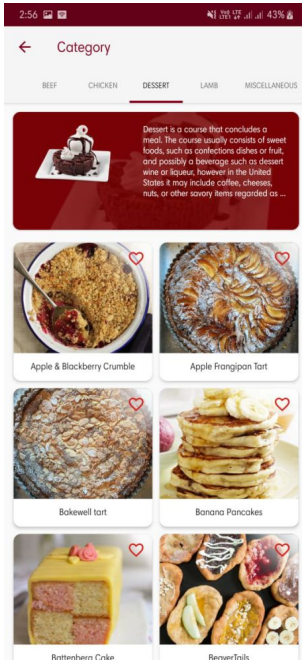 2:56
43%
Category
BEEF CHICKEN DESSERT LAMB MISCELLANEOUS
Dessert is a course that concludes a
meal. The course usually consists of sweet
foods, such as confections dishes or fruit,
and possibly a beverage such as dessert
wine or liqueur, however in the United
States it may include coffee, cheeses,
nuts, or other savory items regarded as ...
Apple & Blackberry Crumble
Apple Frangipan Tart
Bakewell tart
Banana Pancakes
Battenberg Cake
BeaverTails